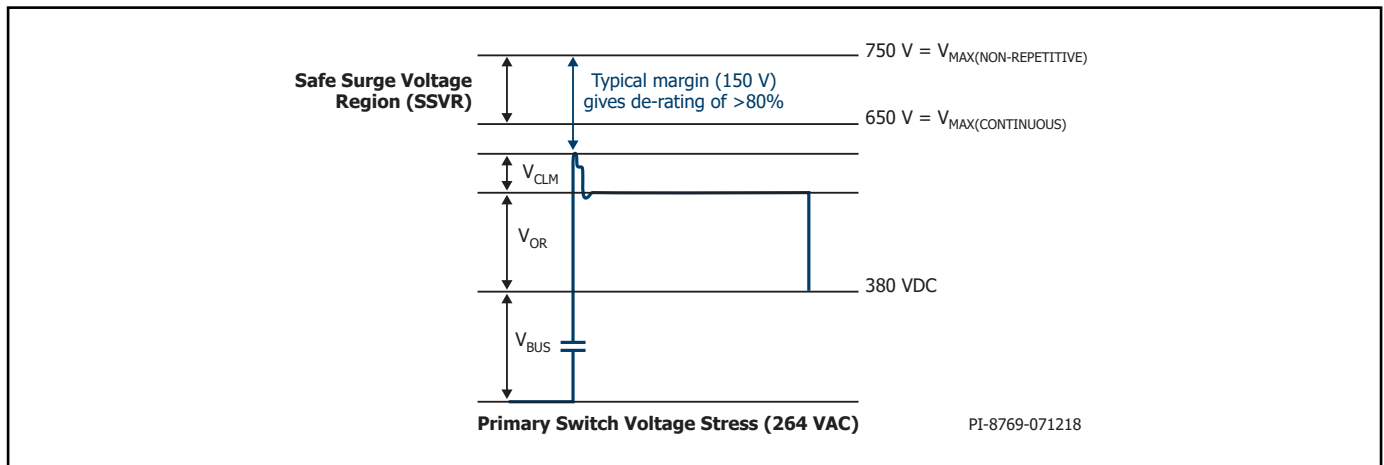 750 V = VMAX(NON-REPETITIVE)
Safe Surge Voltage
Region (SSVR)
Typical margin (150 V)
gives de-rating of >80%
650 V = VMAX(CONTINUOUS)
VCLM
VOR
380 VDC
VBUS
Primary Switch Voltage Stress (264 VAC)
PI-8769-071218